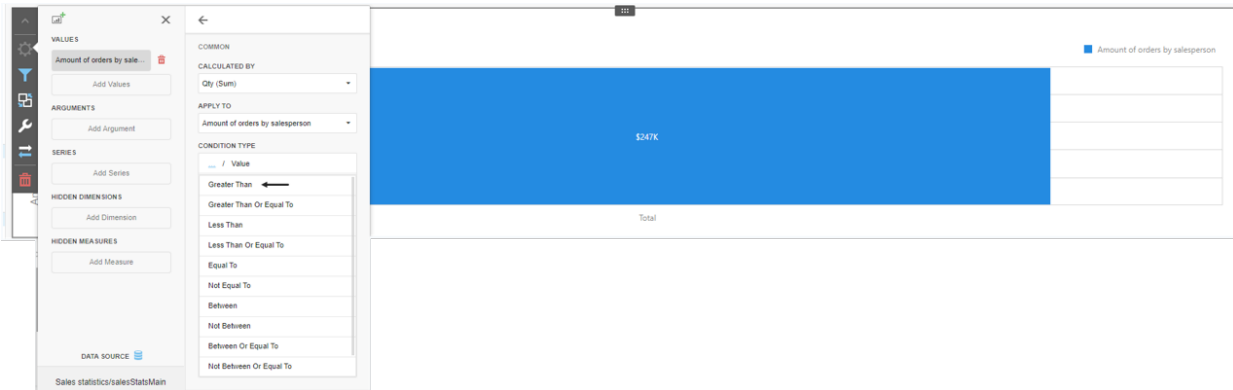 VALUES
Amount of orders by sale...
Add Values
ARGUMENTS
Add Argument
SERIES
Add Series
HIDDEN DIMENSIONS
Add Dimension
HIDDEN MEASURES
Add Measure
DATA SOURCE
Sales statistics/salesStatsMain
COMMON
CALCULATED BY
Qty (Sum)
APPLY TO
Amount of orders by salesperson
CONDITION TYPE
... / Value
Greater Than
Greater Than Or Equal To
Less Than
Less Than Or Equal To
Equal To
Not Equal To
Between
Not Between
Between Or Equal To
Not Between Or Equal To
Amount of orders by salesperson
$247K
Total